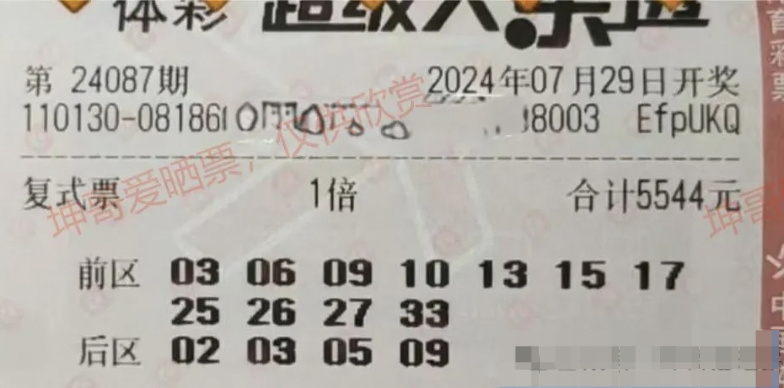 体彩 超级大乐透
第 24087期 2024年07月29日开奖
110130-081861 8003 EfpUKQ
复式票 1倍 合计5544元
坤哥爱晒票，仅供欣赏
坤哥
前区 03 06 09 10 13 15 17
25 26 27 33
后区 02 03 05 09